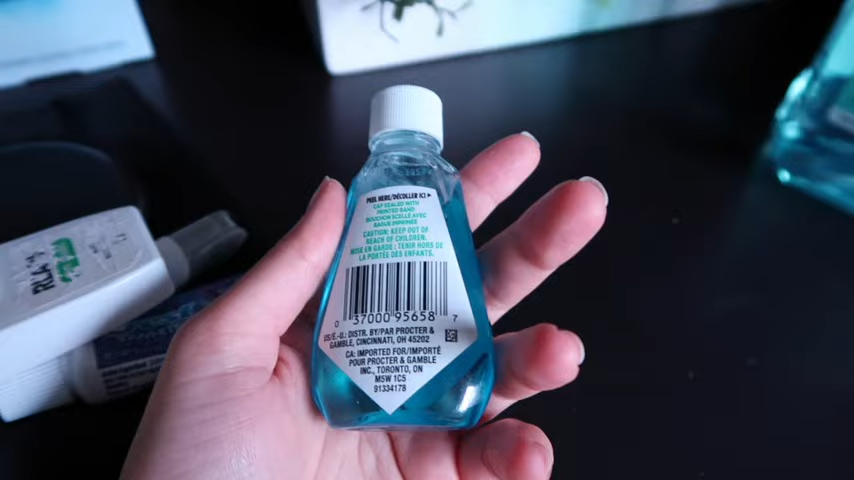 PEEL HERE/DÉCOLLER ICI ►
CAP SEALED WITH
PRINTED BAND
BOUCHON SCELLÉ AVEC
BAGUE IMPRIMÉE
CAUTION: KEEP OUT OF
REACH OF CHILDREN.
MISE EN GARDE : TENIR HORS DE
LA PORTÉE DES ENFANTS.
0 37000 95658 7
US/É.-U.: DISTR. BY/PAR PROCTER &
GAMBLE, CINCINNATI, OH 45202
CA: IMPORTED FOR/IMPORTÉ
POUR PROCTER & GAMBLE
INC., TORONTO, ON
M5W 1C5
91334178